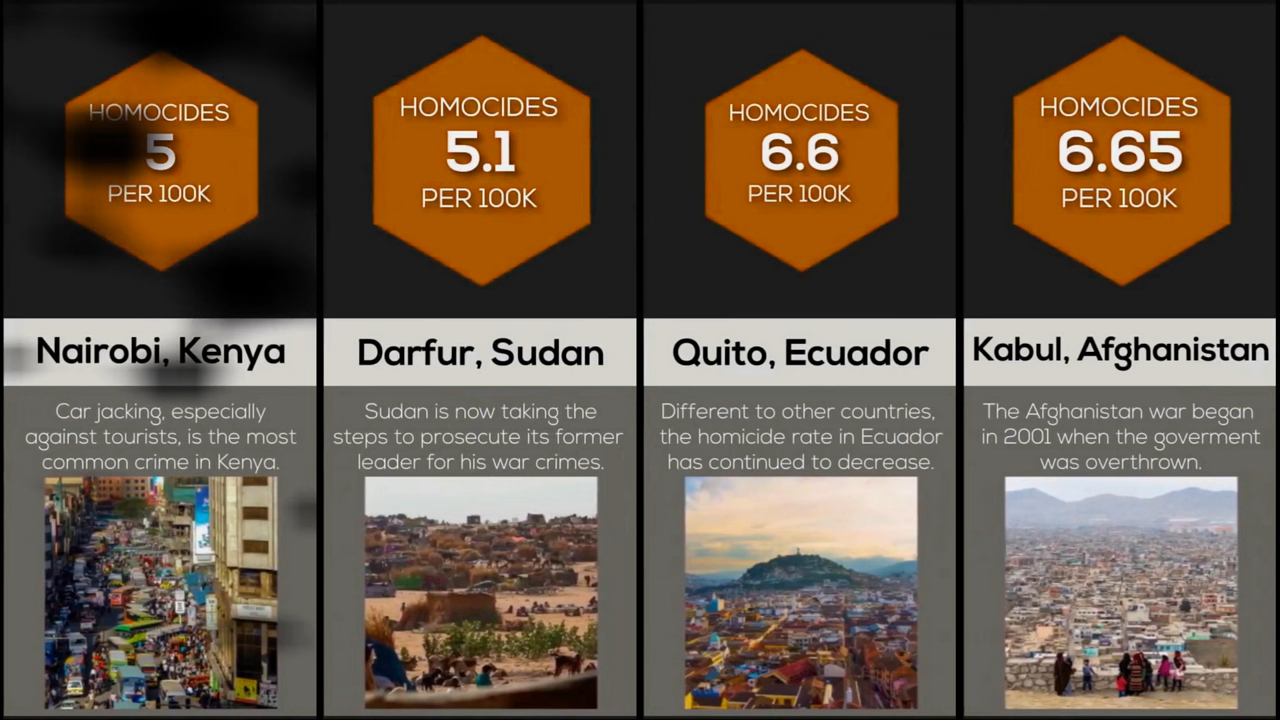 HOMOCIDES
5
PER 100K
Nairobi, Kenya
Car jacking, especially
against tourists, is the most
common crime in Kenya.
HOMOCIDES
5.1
PER 100K
Darfur, Sudan
Sudan is now taking the
steps to prosecute its former
leader for his war crimes.
HOMOCIDES
6.6
PER 100K
Quito, Ecuador
Different to other countries,
the homicide rate in Ecuador
has continued to decrease.
HOMOCIDES
6.65
PER 100K
Kabul, Afghanistan
The Afghanistan war began
in 2001 when the goverment
was overthrown.